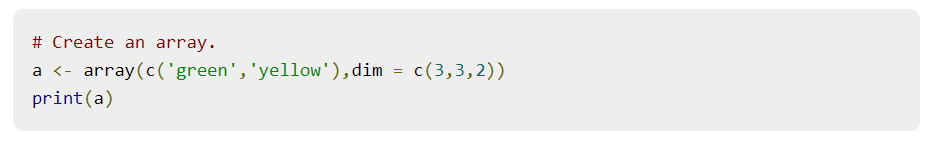 # Create an array.
a <- array(c('green','yellow'),dim = c(3,3,2))
print(a)